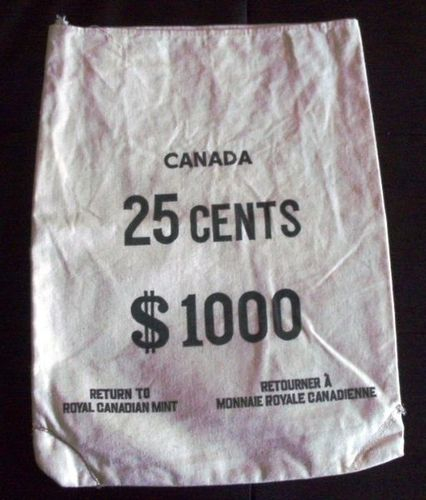 CANADA
25 CENTS
$1000
RETURN TO
ROYAL CANADIAN MINT
RETOURNER À
MONNAIE ROYALE CANADIENNE